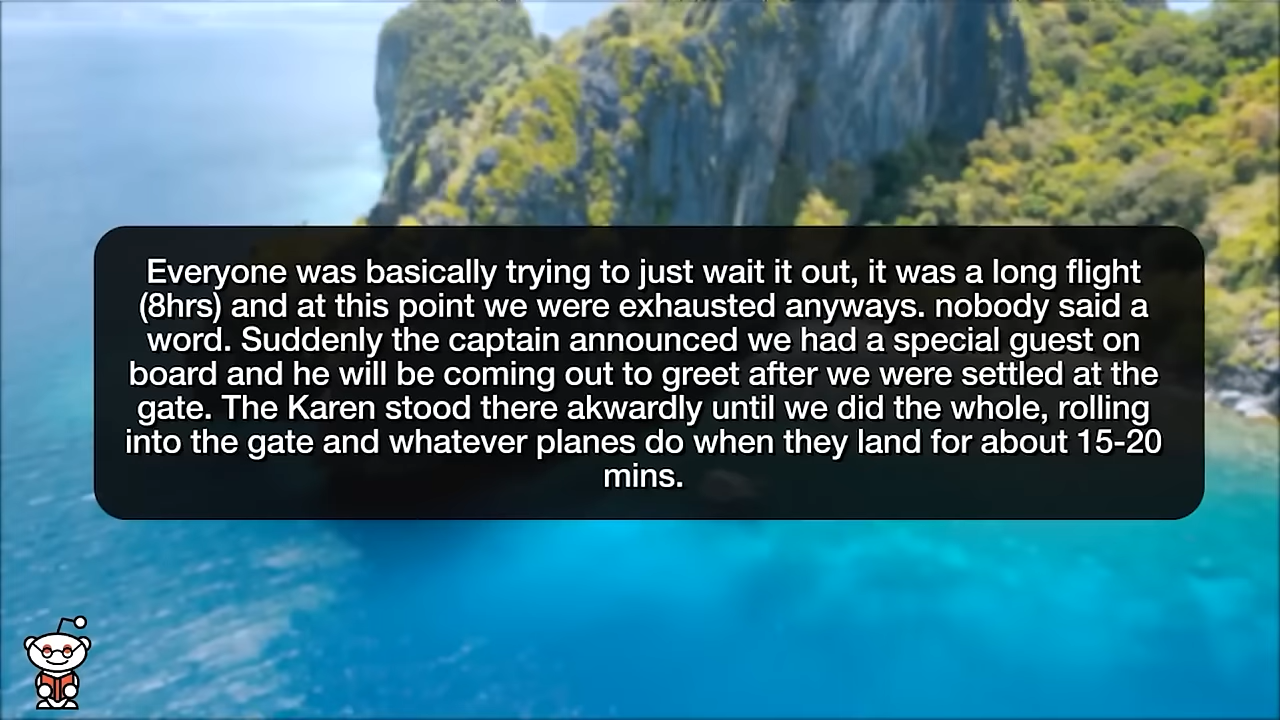 Everyone was basically trying to just wait it out, it was a long flight
(8hrs) and at this point we were exhausted anyways. nobody said a
word. Suddenly the captain announced we had a special guest on
board and he will be coming out to greet after we were settled at the
gate. The Karen stood there akwardly until we did the whole, rolling
into the gate and whatever planes do when they land for about 15-20
mins.